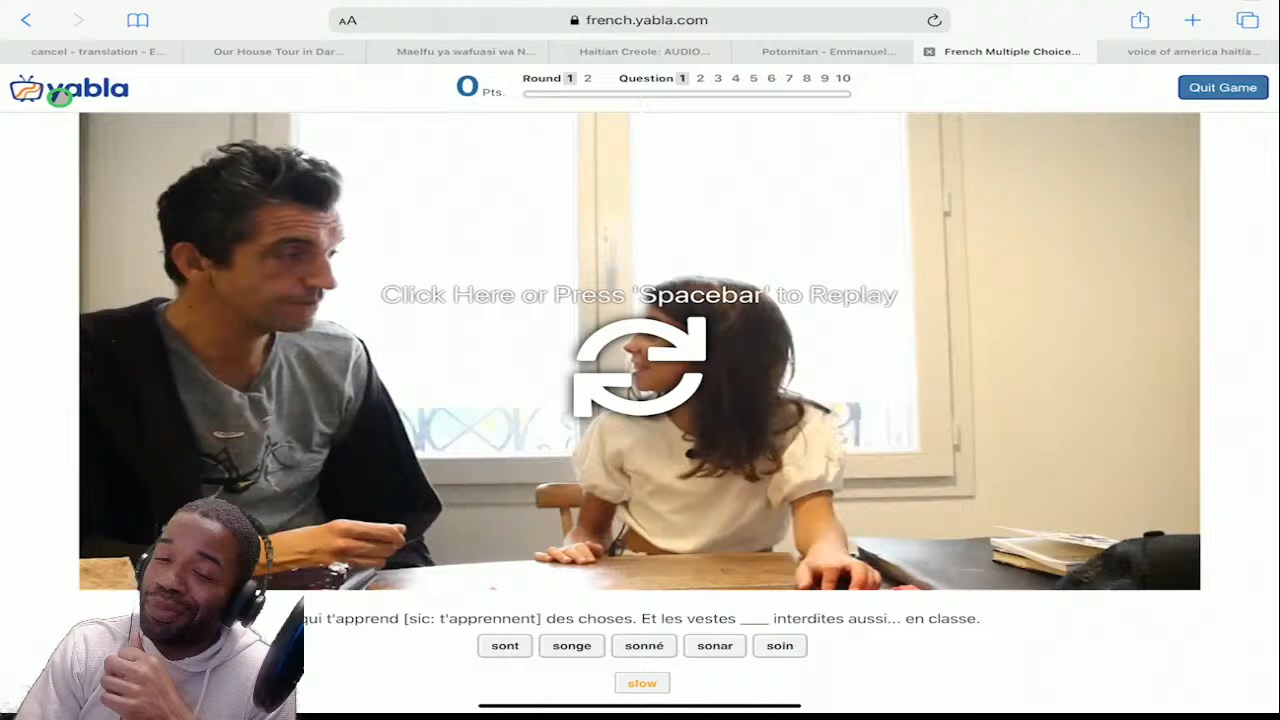 AA french.yabla.com
cancel - translation - E... Our House Tour in Dar... Maelfu ya wafuasi wa N... Haitian Creole: AUDIO... Potomitan - Emmanuel... French Multiple Choice... voice of america haitia...
yabla 0 Pts. Round 1 2 Question 1 2 3 4 5 6 7 8 9 10 Quit Game
Click Here or Press 'Spacebar' to Replay
qui t'apprend [sic: t'apprennent] des choses. Et les vestes ____ interdites aussi... en classe.
sont songe sonné sonar soin
slow